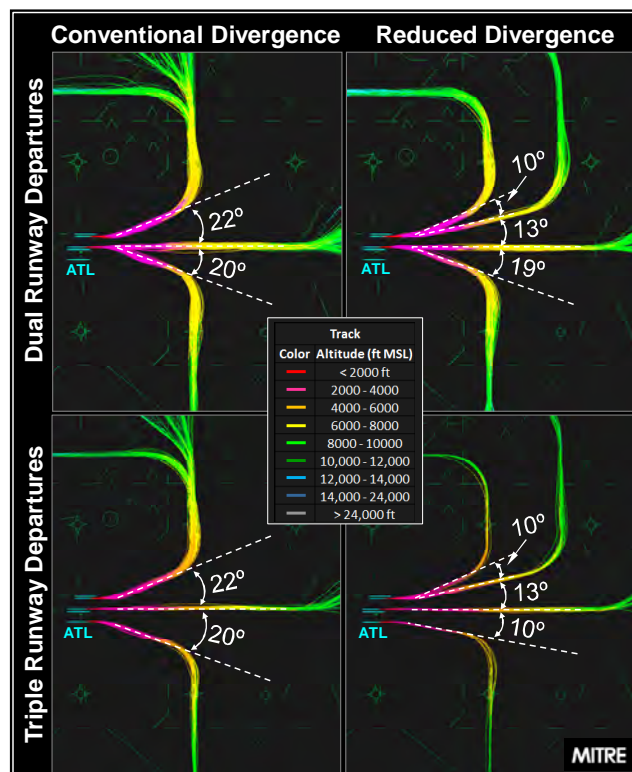 Conventional Divergence
Reduced Divergence
Dual Runway Departures
22º
20º
ATL
10º
13º
19º
ATL
Track
Color Altitude (ft MSL)
< 2000 ft
2000 - 4000
4000 - 6000
6000 - 8000
8000 - 10000
10,000 - 12,000
12,000 - 14,000
14,000 - 24,000
> 24,000 ft
Triple Runway Departures
22º
20º
ATL
10º
13º
10º
ATL
MITRE